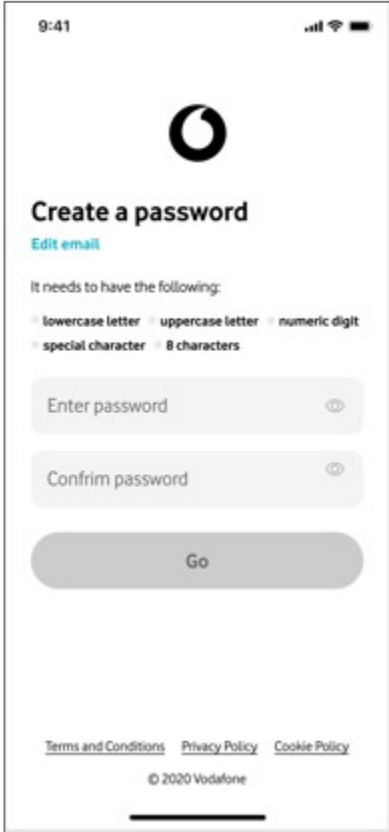 9:41
Create a password
Edit email
It needs to have the following:
lowercase letter uppercase letter numeric digit
special character 8 characters
Enter password
Confrim password
Go
Terms and Conditions Privacy Policy Cookie Policy
© 2020 Vodafone